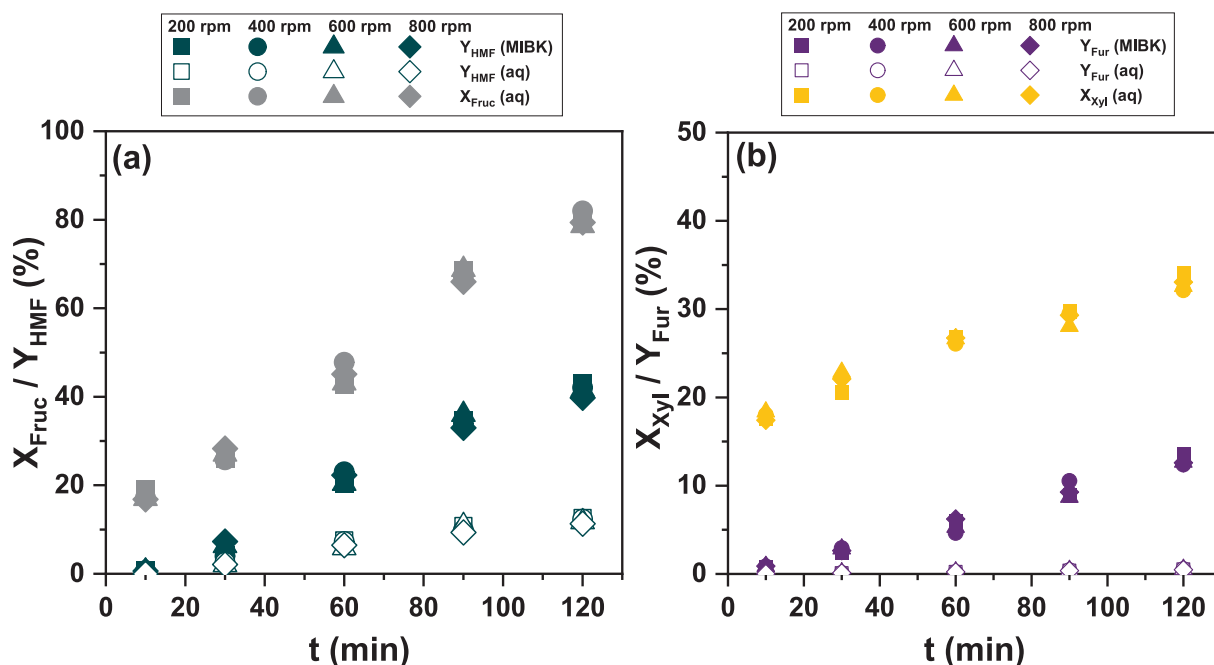 200 rpm 400 rpm 600 rpm 800 rpm
Y_HMF (MIBK)
Y_HMF (aq)
X_Fruc (aq)
200 rpm 400 rpm 600 rpm 800 rpm
Y_Fur (MIBK)
Y_Fur (aq)
X_Xyl (aq)
(a)
X_Fruc / Y_HMF (%)
100
80
60
40
20
0
0 20 40 60 80 100 120
t (min)
(b)
X_Xyl / Y_Fur (%)
50
40
30
20
10
0
0 20 40 60 80 100 120
t (min)